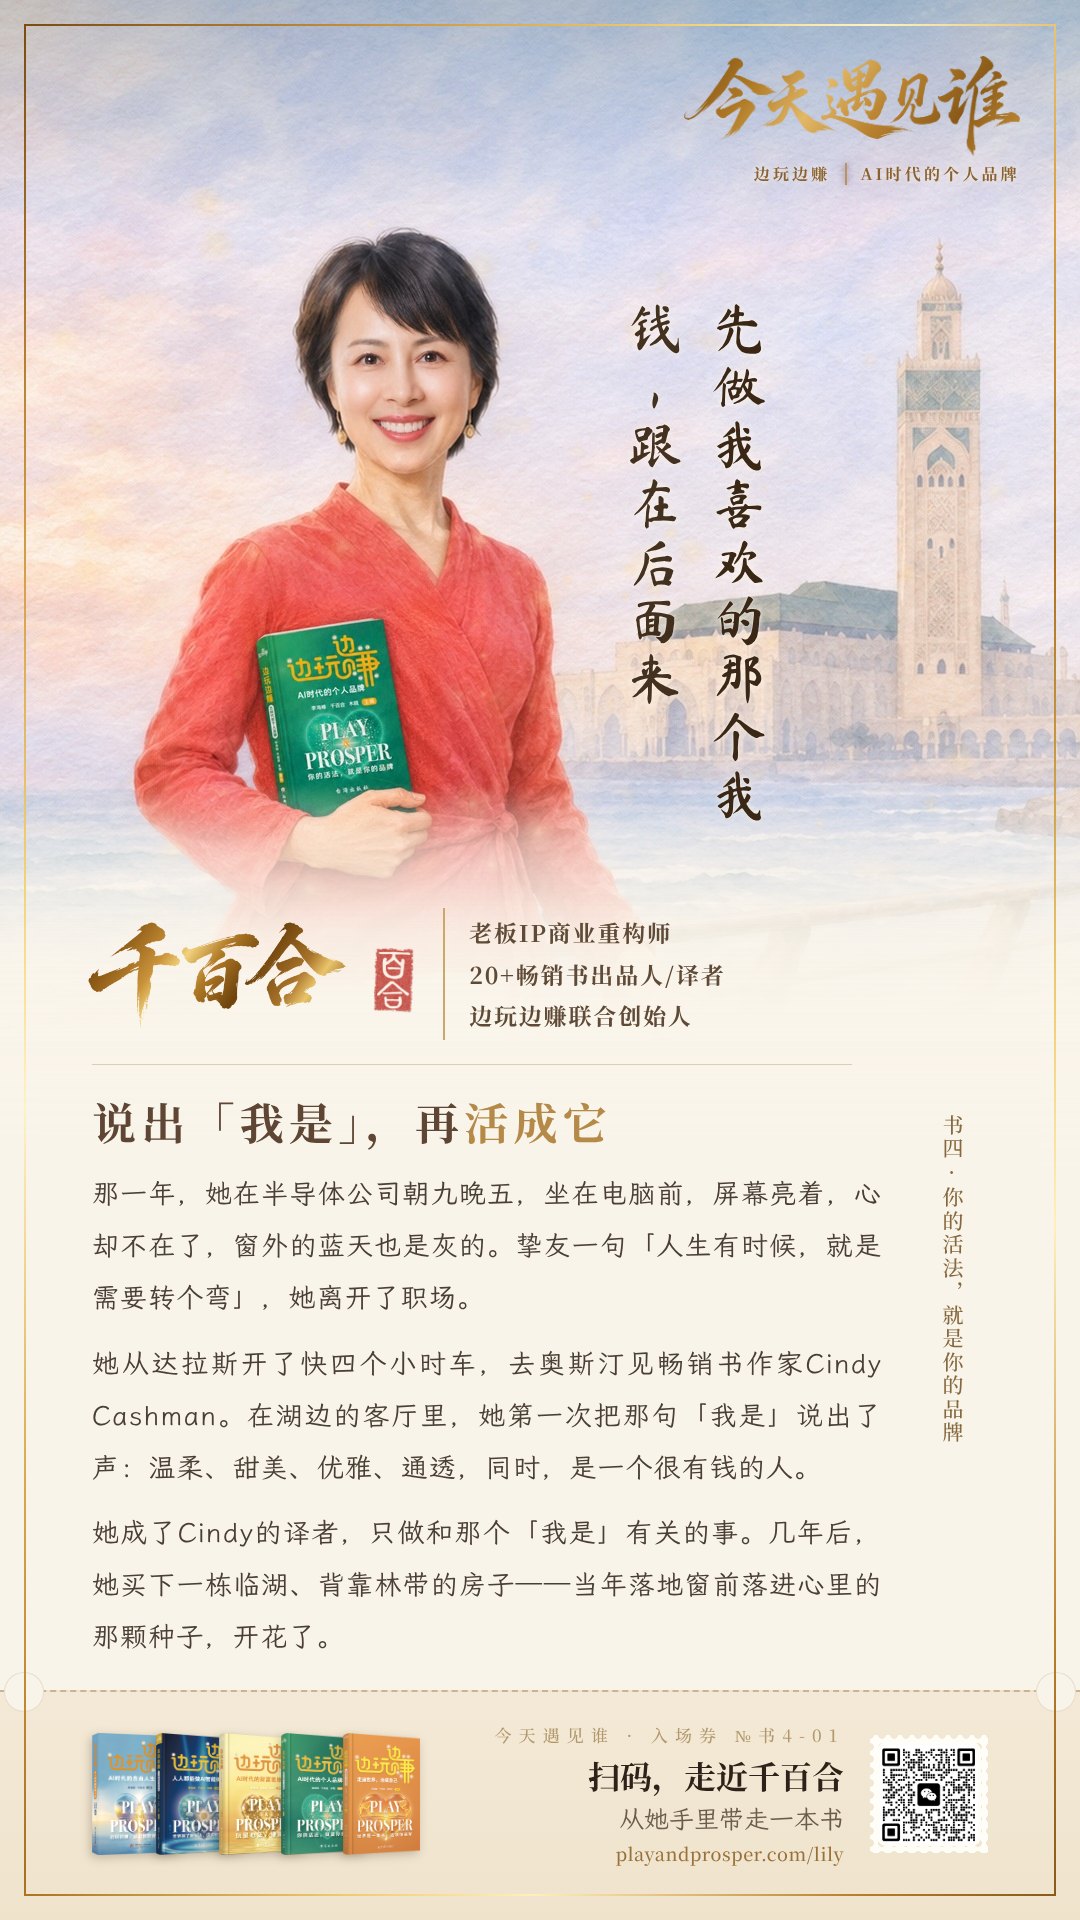 今天遇见谁
边玩边赚 | AI时代的个人品牌
先做我喜欢的那个我
钱，跟在后面来
边玩边赚
AI时代的个人品牌
李海峰 千百合 木棉 主编
PLAY
PROSPER
你的活法，就是你的品牌
台海出版社
千百合
百合
老板IP商业重构师
20+畅销书出品人/译者
边玩边赚联合创始人
说出「我是」，再活成它
那一年，她在半导体公司朝九晚五，坐在电脑前，屏幕亮着，心
却不在了，窗外的蓝天也是灰的。挚友一句「人生有时候，就是
需要转个弯」，她离开了职场。
她从达拉斯开了快四个小时车，去奥斯汀见畅销书作家Cindy
Cashman。在湖边的客厅里，她第一次把那句「我是」说出了
声：温柔、甜美、优雅、通透，同时，是一个很有钱的人。
她成了Cindy的译者，只做和那个「我是」有关的事。几年后，
她买下一栋临湖、背靠林带的房子——当年落地窗前落进心里的
那颗种子，开花了。
书四·你的活法，就是你的品牌
今天遇见谁 · 入场券 №书4-01
扫码，走近千百合
从她手里带走一本书
playandprosper.com/lily